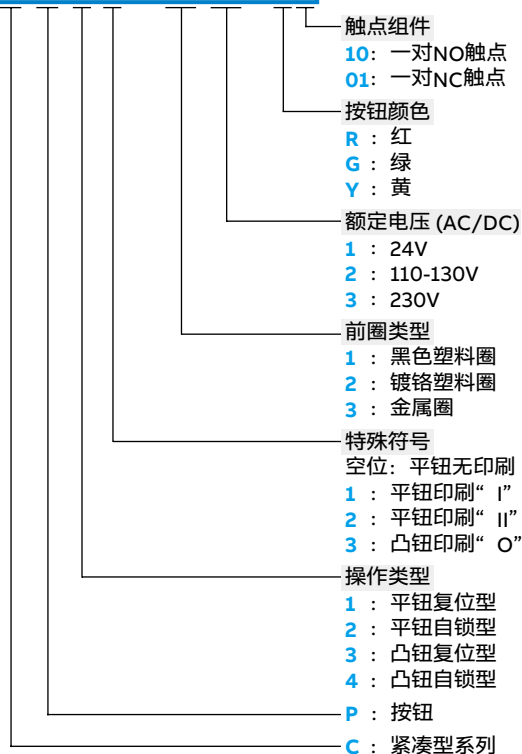 触点组件
10：一对NO触点
01：一对NC触点
按钮颜色
R：红
G：绿
Y：黄
额定电压 (AC/DC)
1：24V
2：110-130V
3：230V
前圈类型
1：黑色塑料圈
2：镀铬塑料圈
3：金属圈
特殊符号
空位：平钮无印刷
1：平钮印刷“ I”
2：平钮印刷“ II”
3：凸钮印刷“ O”
操作类型
1：平钮复位型
2：平钮自锁型
3：凸钮复位型
4：凸钮自锁型
P：按钮
C：紧凑型系列